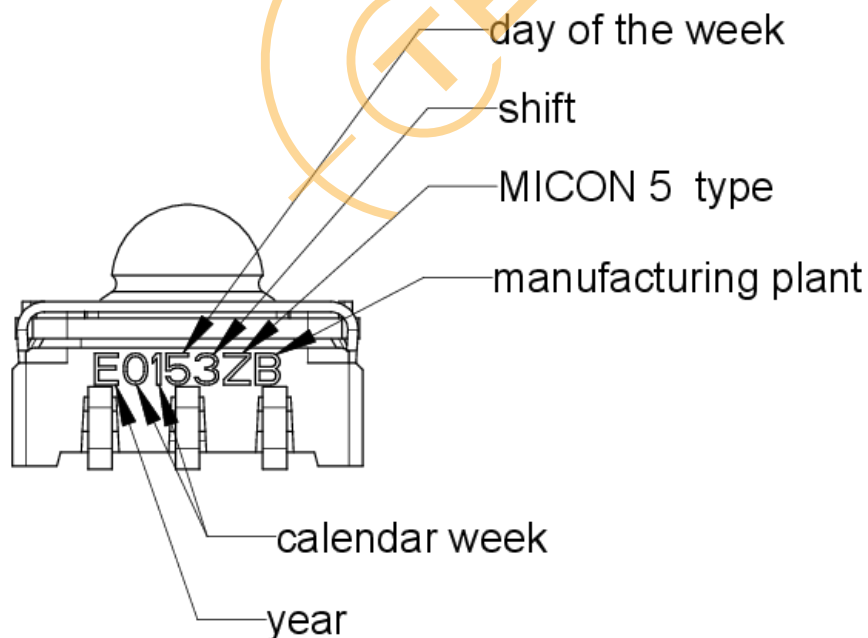 day of the week
shift
MICON 5 type
manufacturing plant
E0153ZB
calendar week
year